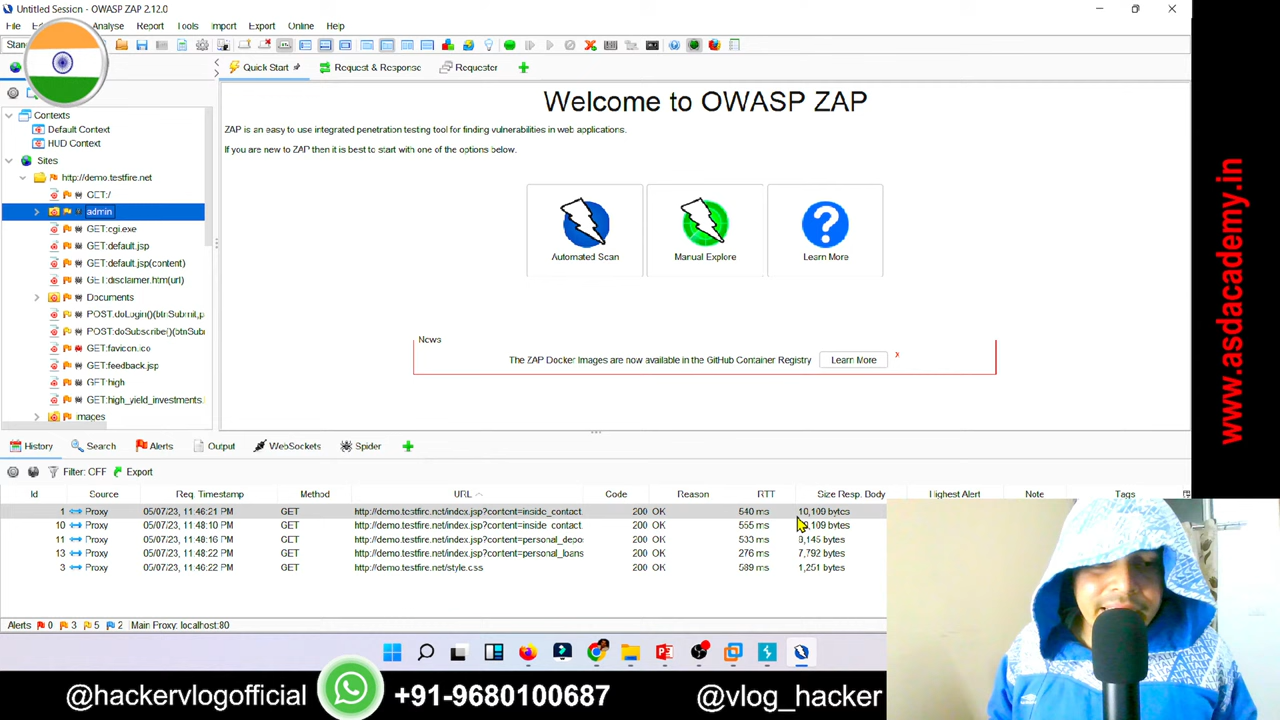 Untitled Session - OWASP ZAP 2.12.0
File
Analyse Report Tools Import Export Online Help
Quick Start Request & Response Requester
Contexts
Default Context
HUD Context
Sites
http://demo.testfire.net
GET:/
admin
GET:cgi.exe
GET:default.jsp
GET:default.jsp(content)
GET:disclaimer.htm(url)
Documents
POST:doLogin()(btnSubmit,p
POST:doSubscribe()(btnSub
GET:favicon.ico
GET:feedback.jsp
GET:high
GET:high_yield_investments.
images
Welcome to OWASP ZAP
ZAP is an easy to use integrated penetration testing tool for finding vulnerabilities in web applications.
If you are new to ZAP then it is best to start with one of the options below.
Automated Scan
Manual Explore
Learn More
News
The ZAP Docker Images are now available in the GitHub Container Registry
Learn More
x
History Search Alerts Output WebSockets Spider
Filter: OFF Export
Id Source Req. Timestamp Method URL Code Reason RTT Size Resp. Body Highest Alert Note Tags
1 Proxy 05/07/23, 11:46:21 PM GET http://demo.testfire.net/index.jsp?content=inside_contact. 200 OK 540 ms 10,109 bytes
10 Proxy 05/07/23, 11:48:10 PM GET http://demo.testfire.net/index.jsp?content=inside_contact. 200 OK 555 ms
11 Proxy 05/07/23, 11:48:16 PM GET http://demo.testfire.net/index.jsp?content=personal_depo 200 OK 533 ms 9,145 bytes
13 Proxy 05/07/23, 11:48:22 PM GET http://demo.testfire.net/index.jsp?content=personal_loans 200 OK 276 ms 7,792 bytes
3 Proxy 05/07/23, 11:46:22 PM GET http://demo.testfire.net/style.css 200 OK 589 ms 1,251 bytes
Alerts 0 3 5 2 Main Proxy: localhost:80
www.asdacademy.in
@hackervlogofficial
+91-9680100687
@vlog_hacker